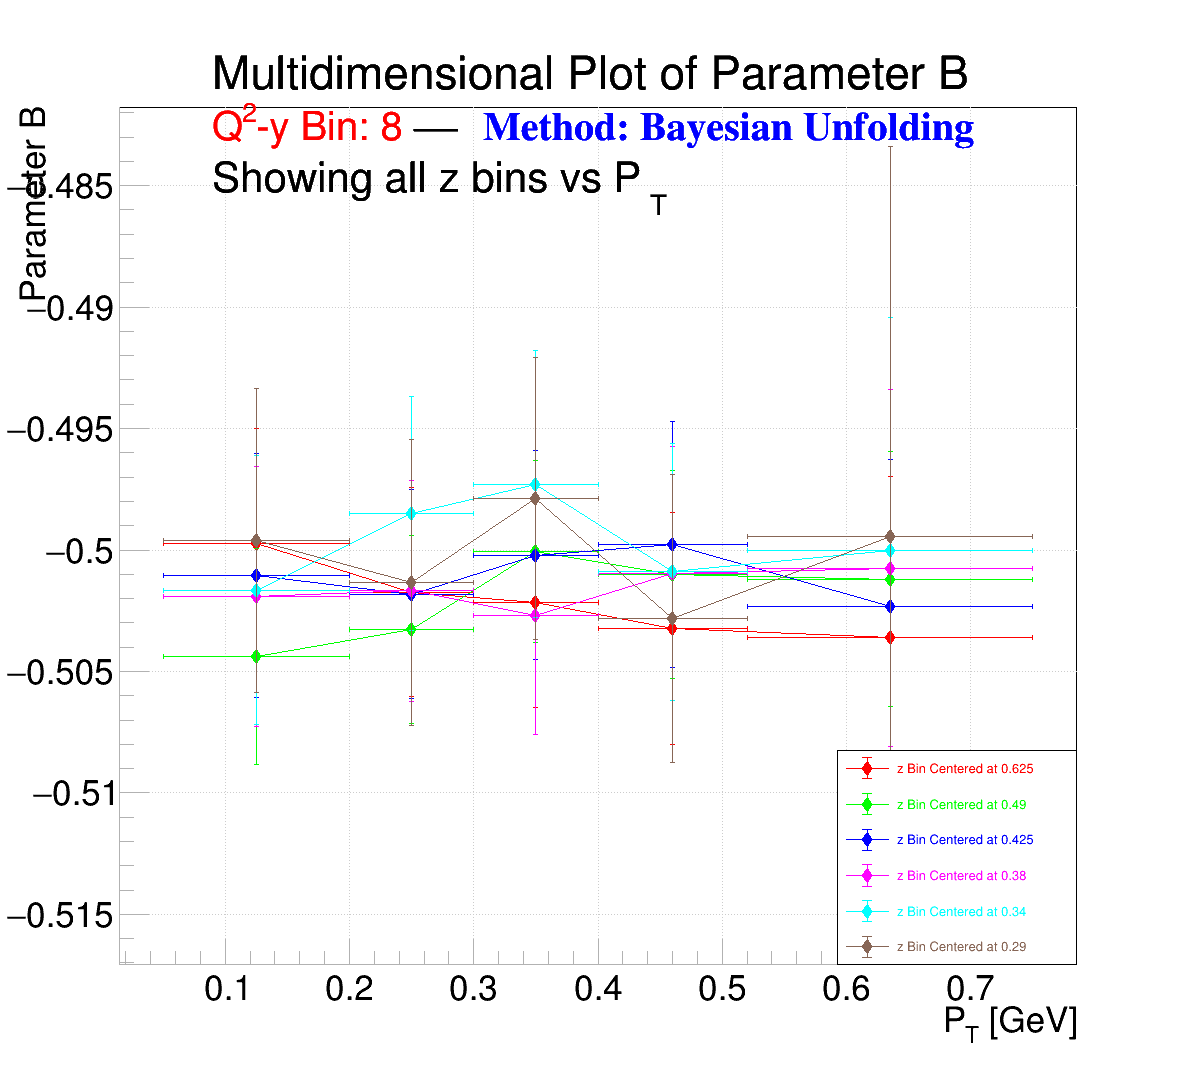 Multidimensional Plot of Parameter B
Q²-y Bin: 8 — Method: Bayesian Unfolding
Showing all z bins vs P_T
Parameter B
−0.485
−0.49
−0.495
−0.5
−0.505
−0.51
−0.515
z Bin Centered at 0.625
z Bin Centered at 0.49
z Bin Centered at 0.425
z Bin Centered at 0.38
z Bin Centered at 0.34
z Bin Centered at 0.29
0.1 0.2 0.3 0.4 0.5 0.6 0.7
P_T [GeV]